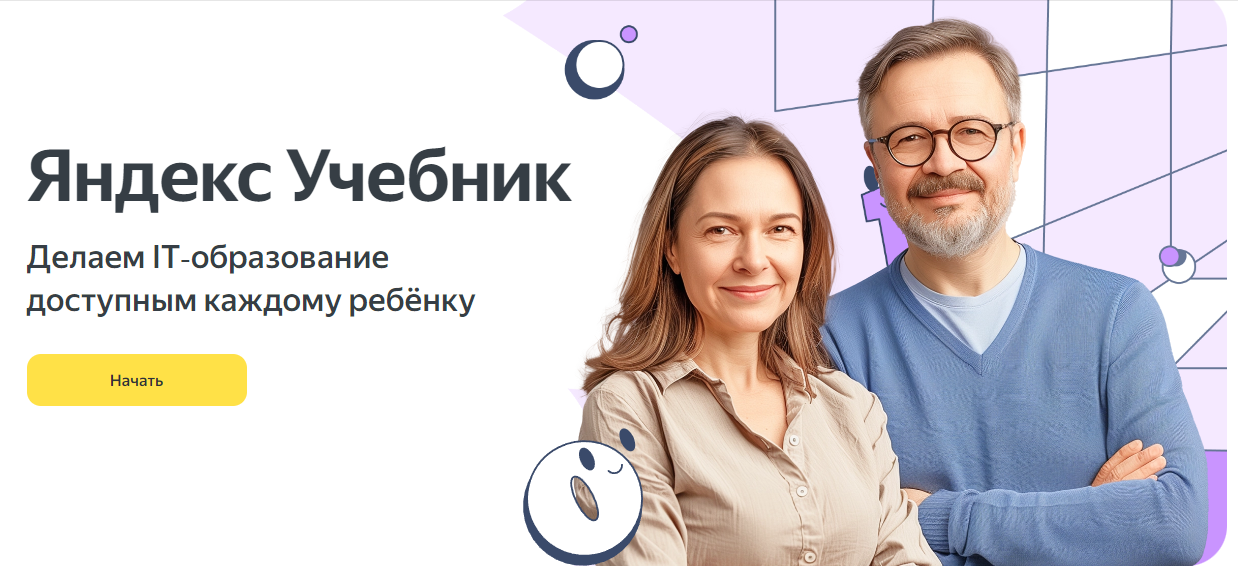 Яндекс Учебник
Делаем IT-образование
доступным каждому ребёнку
Начать